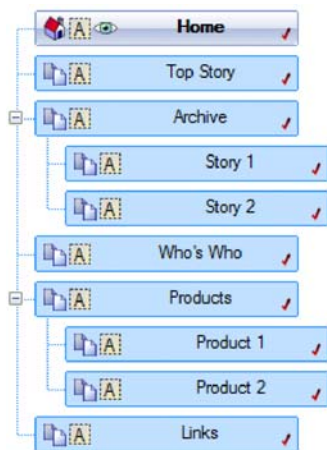 A Home
A Top Story
A Archive
A Story 1
A Story 2
A Who's Who
A Products
A Product 1
A Product 2
A Links